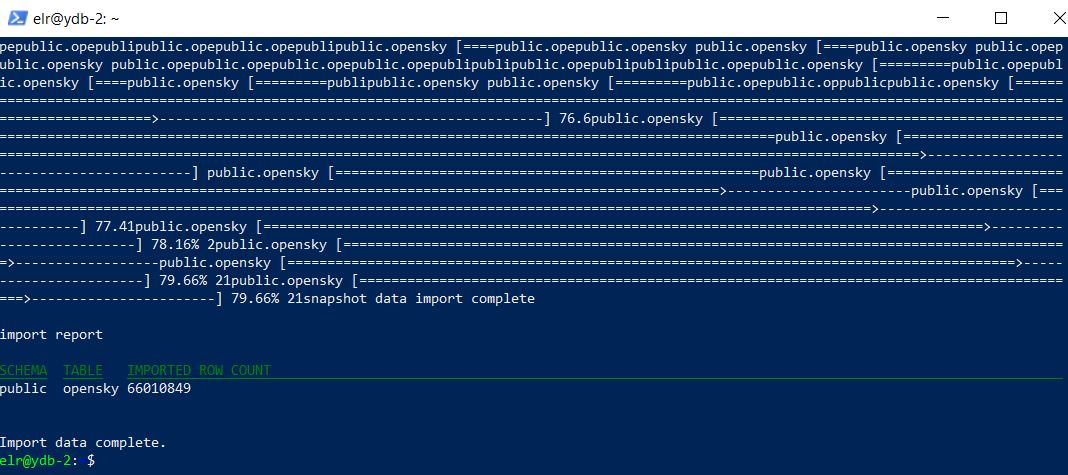 elr@ydb-2: ~
pepublic.opepublipublic.opepublic.opepublipublic.opensky [====public.opepublic.opensky public.opensky [====public.opensky public.opep
ublic.opensky public.opepublic.opepublic.opepublic.opepublipublipublic.opepublipublipublic.opepublic.opensky [=========public.opepubl
ic.opensky [====public.opensky [=========publipublic.opensky public.opensky [=========public.opepublic.oppublicpublic.opensky [======
=====================================================================================================================================
===================>------------------------------------------------] 76.6public.opensky [===========================================
=================================================================================================public.opensky [====================
===================================================================================================================>-----------------
------------------------] public.opensky [=====================================================public.opensky [======================
==========================================================================================>-----------------------public.opensky [===
=============================================================================================================>-----------------------
----------] 77.41public.opensky [==========================================================================================>---------
-----------------] 78.16% 2public.opensky [==========================================================================================
=>------------------public.opensky [===========================================================================================>-----
------------------] 79.66% 21public.opensky [========================================================================================
===>-----------------------] 79.66% 21snapshot data import complete
import report
SCHEMA TABLE IMPORTED ROW COUNT
public opensky 66010849
Import data complete.
elr@ydb-2:~$